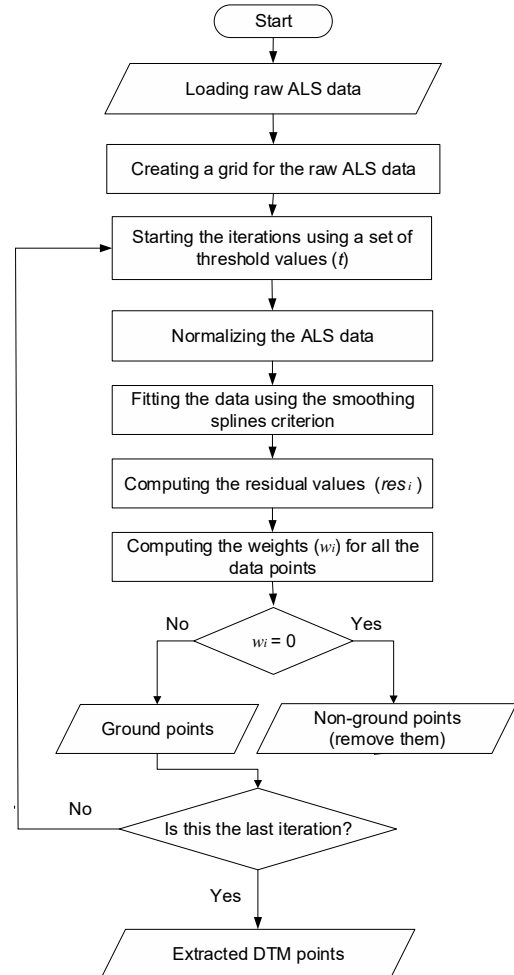 Start
Loading raw ALS data
Creating a grid for the raw ALS data
Starting the iterations using a set of
threshold values (t)
Normalizing the ALS data
Fitting the data using the smoothing
splines criterion
Computing the residual values (res i )
Computing the weights (wi) for all the
data points
No
Yes
wi = 0
Ground points
Non-ground points
(remove them)
No
Is this the last iteration?
Yes
Extracted DTM points